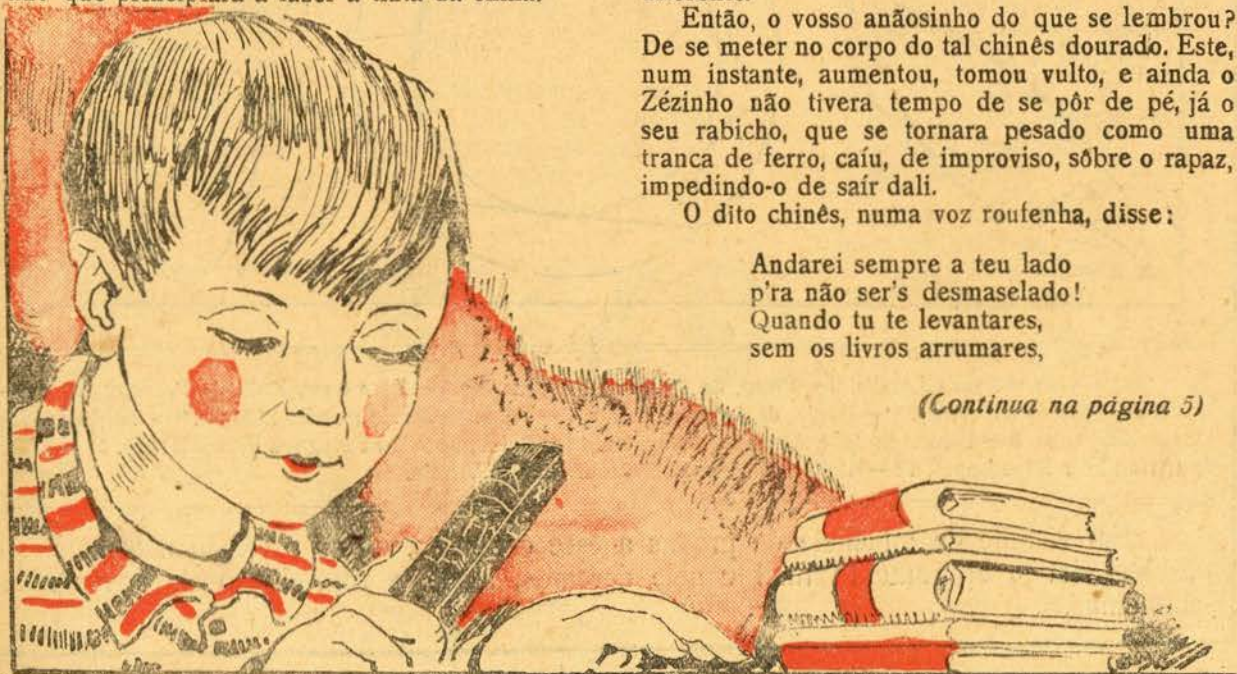 Então, o vosso anãosinho do que se lembrou?
De se meter no corpo do tal chinês dourado. Este,
num instante, aumentou, tomou vulto, e ainda o
Zézinho não tivera tempo de se pôr de pé, já o
seu rabicho, que se tornara pesado como uma
tranca de ferro, caíu, de improviso, sôbre o rapaz,
impedindo-o de saír dali.
O dito chinês, numa voz roufenha, disse:
Andarei sempre a teu lado
p'ra não ser's desmaselado!
Quando tu te levantares,
sem os livros arrumares,
(Continua na página 5)